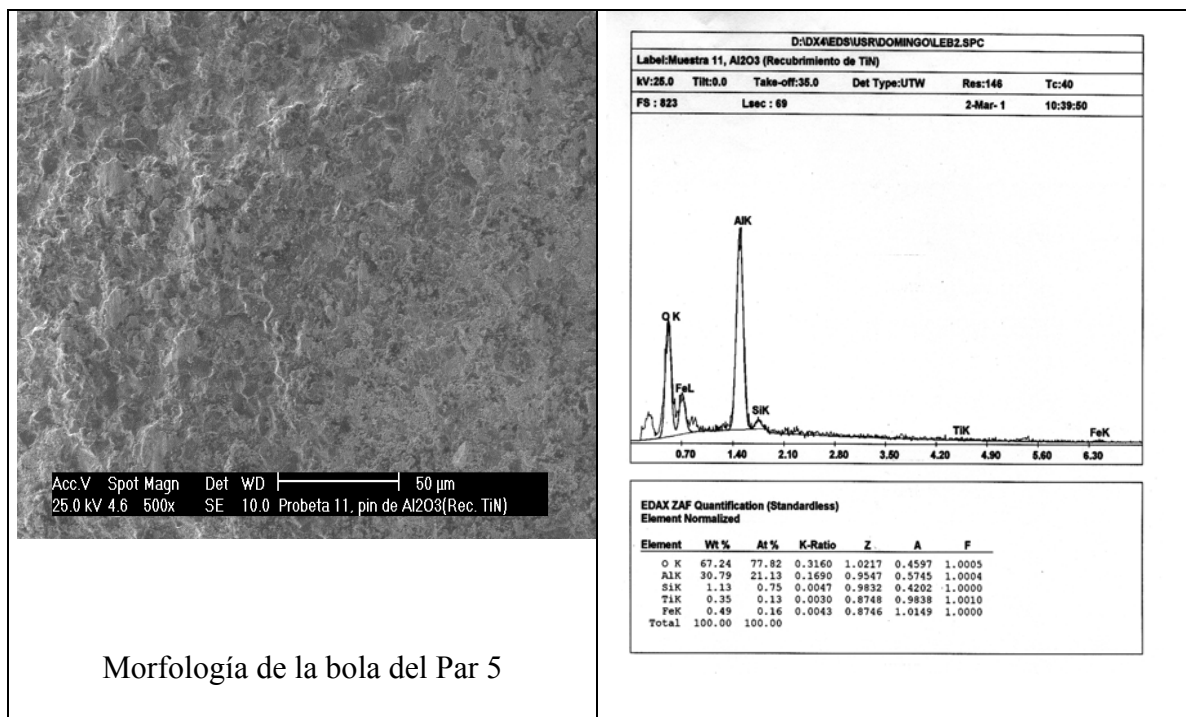 Acc.V Spot Magn Det WD 50 µm
25.0 kV 4.6 500x SE 10.0 Probeta 11, pin de Al2O3(Rec. TiN)
Morfología de la bola del Par 5
D:\DX4\EDS\USR\DOMINGO\LEB2.SPC
Label:Muestra 11, Al2O3 (Recubrimiento de TiN)
kV:25.0 Tilt:0.0 Take-off:35.0 Det Type:UTW Res:146 Tc:40
FS : 823 Lsec : 69 2-Mar- 1 10:39:50
AlK
O K
FeL
SiK
TiK
FeK
0.70 1.40 2.10 2.80 3.50 4.20 4.90 5.60 6.30
EDAX ZAF Quantification (Standardless)
Element Normalized
Element Wt % At % K-Ratio Z A F
O K 67.24 77.82 0.3160 1.0217 0.4597 1.0005
AlK 30.79 21.13 0.1690 0.9547 0.5745 1.0004
SiK 1.13 0.75 0.0047 0.9832 0.4202 1.0000
TiK 0.35 0.13 0.0030 0.8748 0.9838 1.0010
FeK 0.49 0.16 0.0043 0.8746 1.0149 1.0000
Total 100.00 100.00